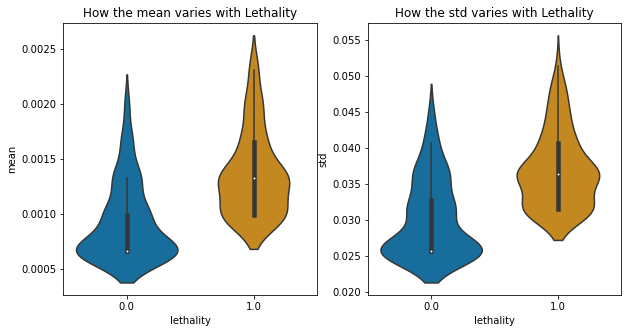 How the mean varies with Lethality
0.0025
0.0020
0.0015
0.0010
0.0005
mean
0.0
1.0
lethality
How the std varies with Lethality
0.055
0.050
0.045
0.040
0.035
0.030
0.025
0.020
std
0.0
1.0
lethality